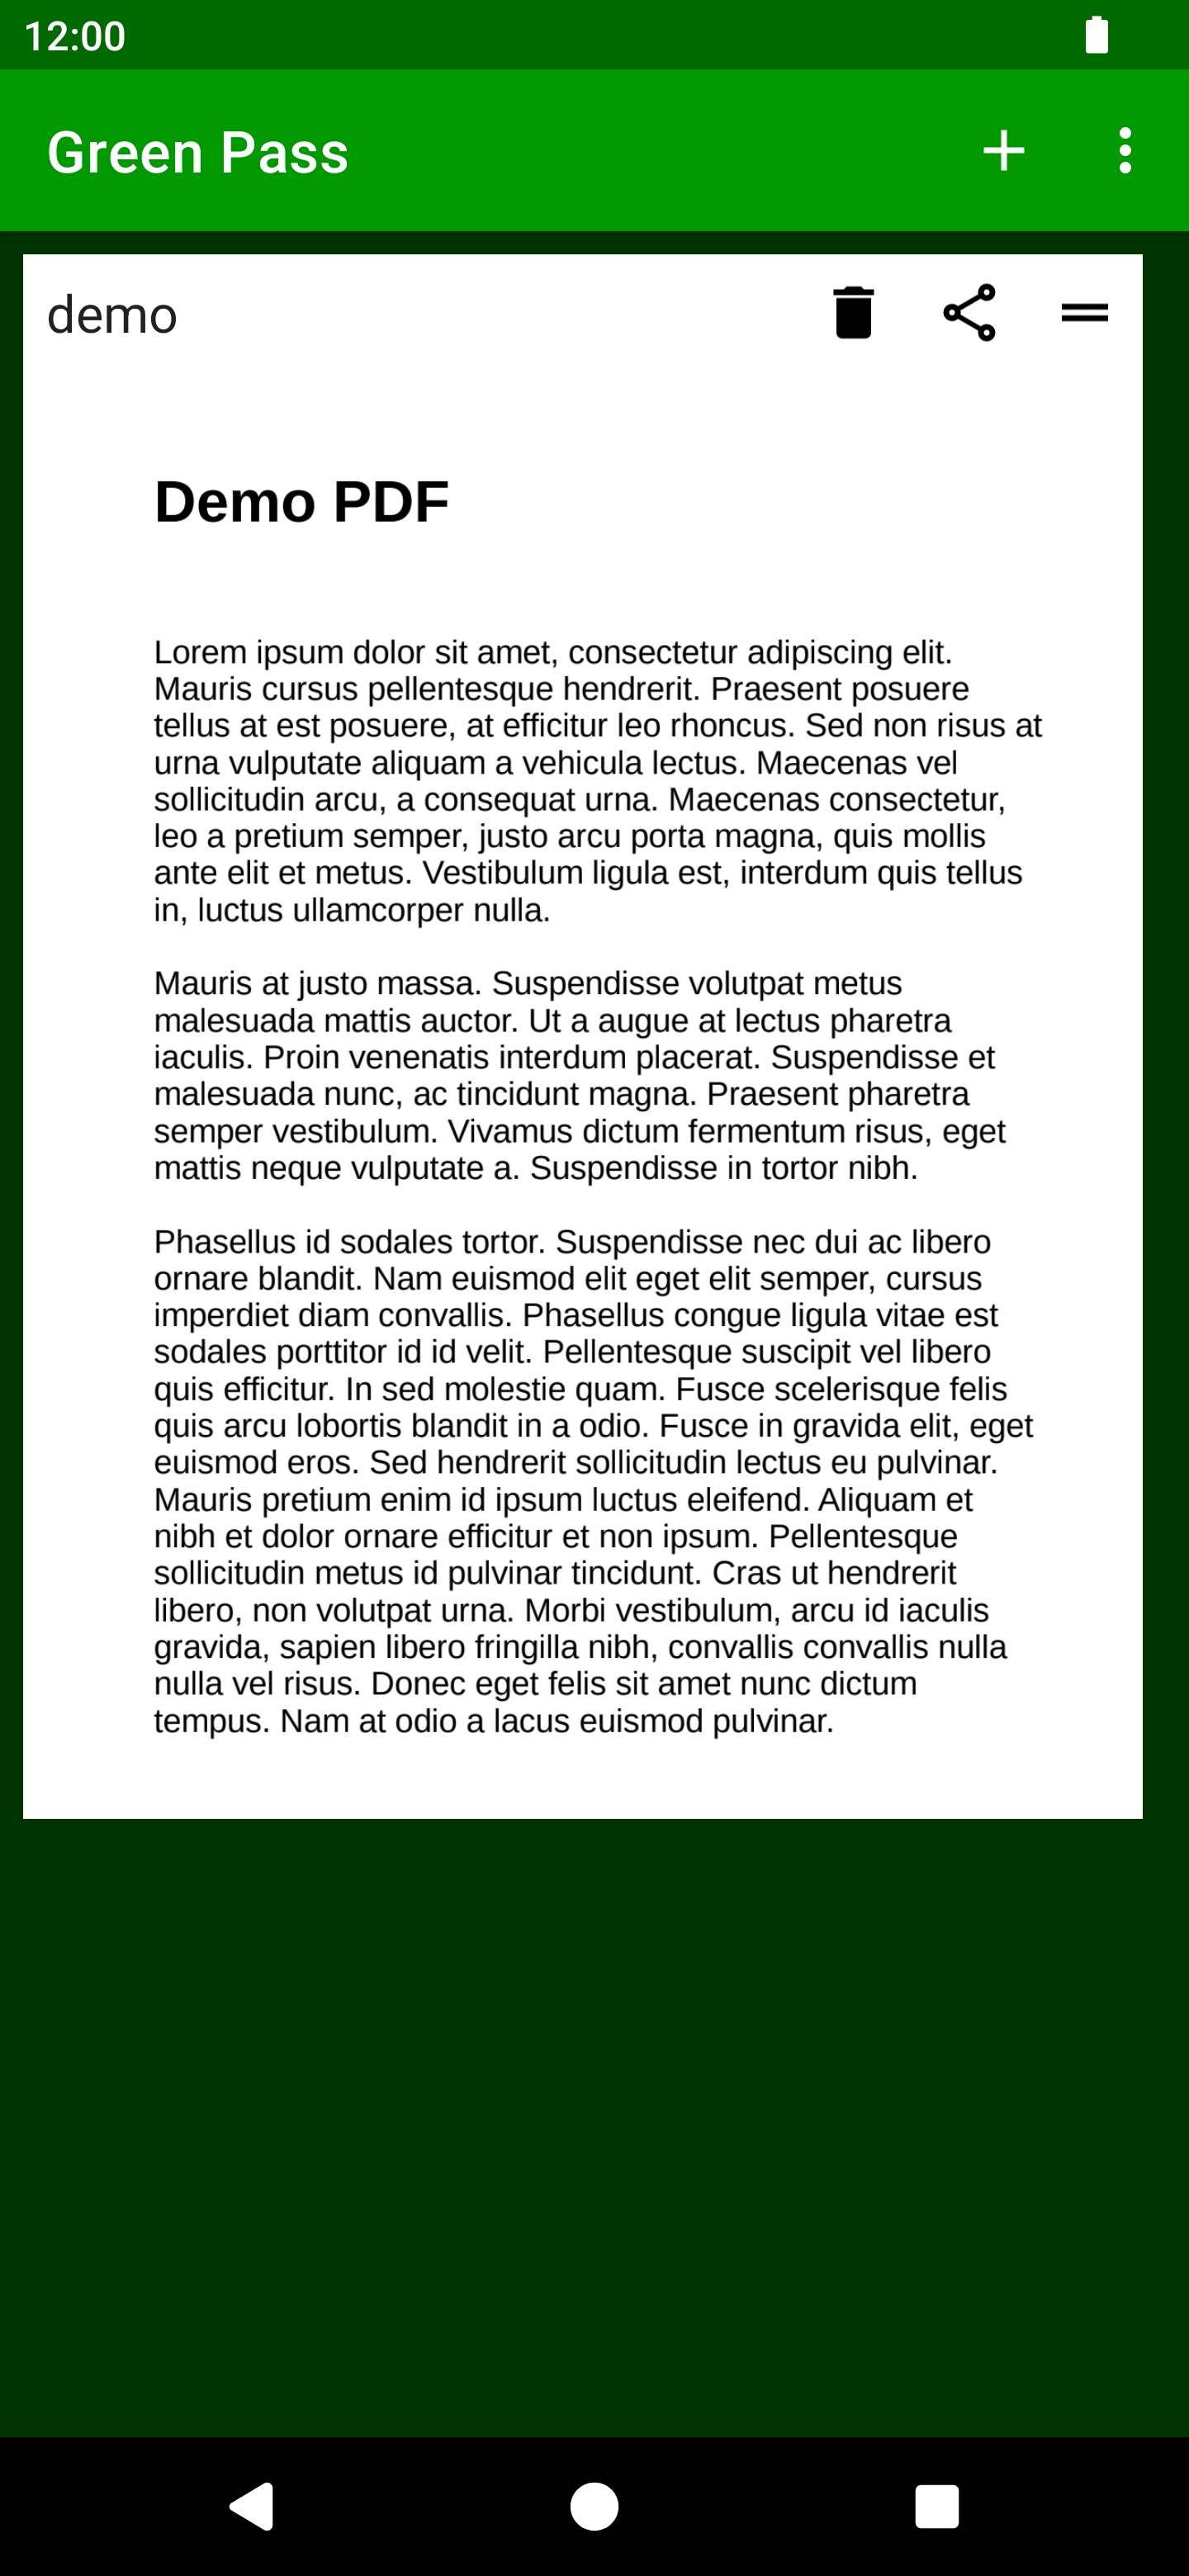 12:00
Green Pass
demo
Demo PDF
Lorem ipsum dolor sit amet, consectetur adipiscing elit.
Mauris cursus pellentesque hendrerit. Praesent posuere
tellus at est posuere, at efficitur leo rhoncus. Sed non risus at
urna vulputate aliquam a vehicula lectus. Maecenas vel
sollicitudin arcu, a consequat urna. Maecenas consectetur,
leo a pretium semper, justo arcu porta magna, quis mollis
ante elit et metus. Vestibulum ligula est, interdum quis tellus
in, luctus ullamcorper nulla.
Mauris at justo massa. Suspendisse volutpat metus
malesuada mattis auctor. Ut a augue at lectus pharetra
iaculis. Proin venenatis interdum placerat. Suspendisse et
malesuada nunc, ac tincidunt magna. Praesent pharetra
semper vestibulum. Vivamus dictum fermentum risus, eget
mattis neque vulputate a. Suspendisse in tortor nibh.
Phasellus id sodales tortor. Suspendisse nec dui ac libero
ornare blandit. Nam euismod elit eget elit semper, cursus
imperdiet diam convallis. Phasellus congue ligula vitae est
sodales porttitor id id velit. Pellentesque suscipit vel libero
quis efficitur. In sed molestie quam. Fusce scelerisque felis
quis arcu lobortis blandit in a odio. Fusce in gravida elit, eget
euismod eros. Sed hendrerit sollicitudin lectus eu pulvinar.
Mauris pretium enim id ipsum luctus eleifend. Aliquam et
nibh et dolor ornare efficitur et non ipsum. Pellentesque
sollicitudin metus id pulvinar tincidunt. Cras ut hendrerit
libero, non volutpat urna. Morbi vestibulum, arcu id iaculis
gravida, sapien libero fringilla nibh, convallis convallis nulla
nulla vel risus. Donec eget felis sit amet nunc dictum
tempus. Nam at odio a lacus euismod pulvinar.